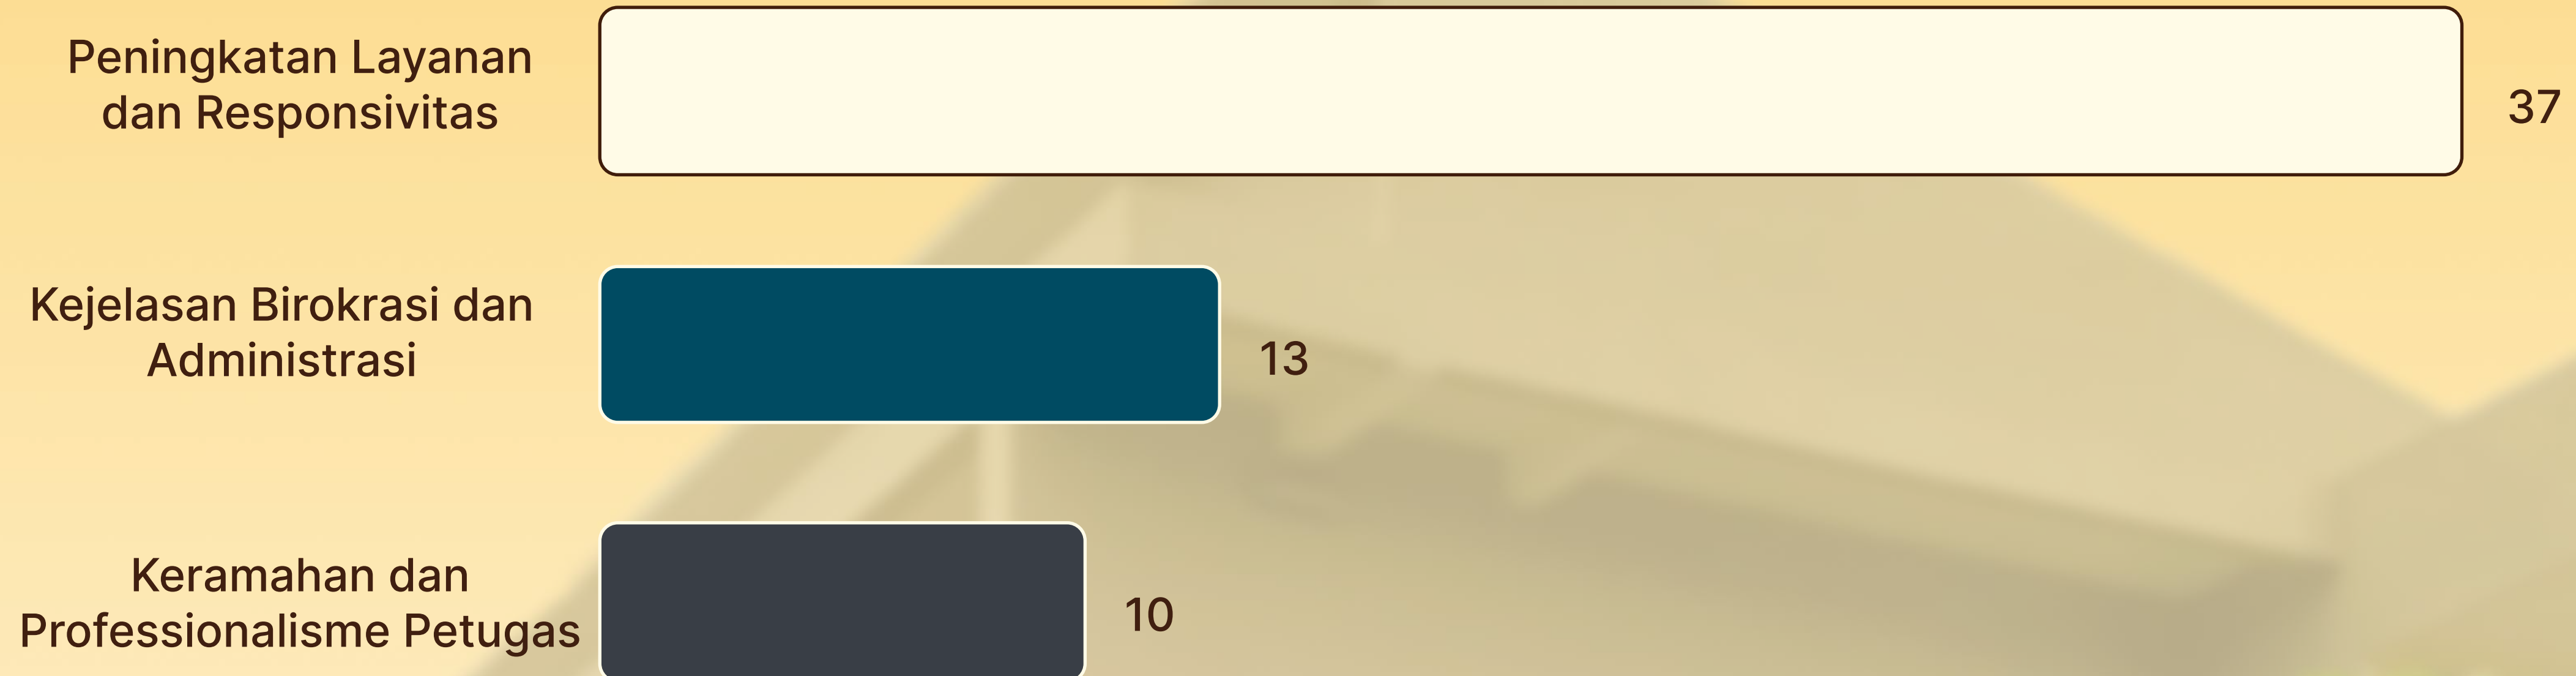 Peningkatan Layanan
dan Responsivitas
37
Kejelasan Birokrasi dan
Administrasi
13
Keramahan dan
Professionalisme Petugas
10